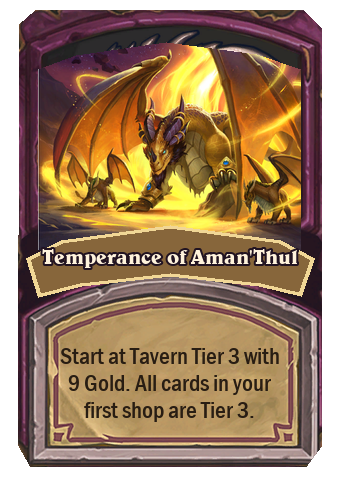 Temperance of Aman'Thul
Start at Tavern Tier 3 with
9 Gold. All cards in your
first shop are Tier 3.